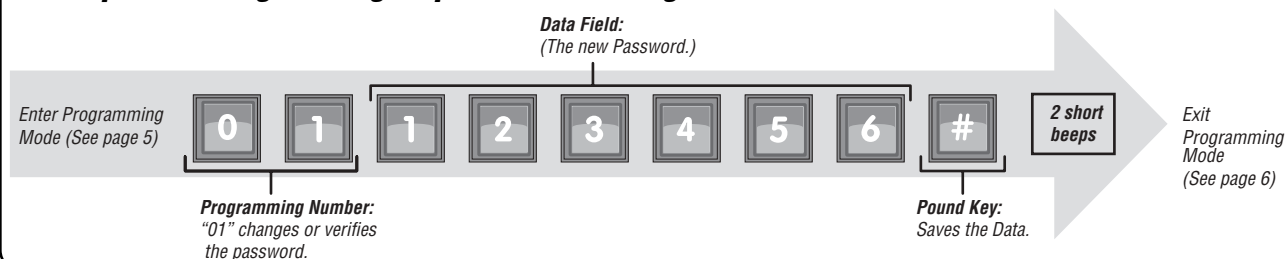 Data Field:
(The new Password.)
Enter Programming
Mode (See page 5)
0 1 1 2 3 4 5 6 #
2 short
beeps
Exit
Programming
Mode
(See page 6)
Programming Number:
“01” changes or verifies
the password.
Pound Key:
Saves the Data.